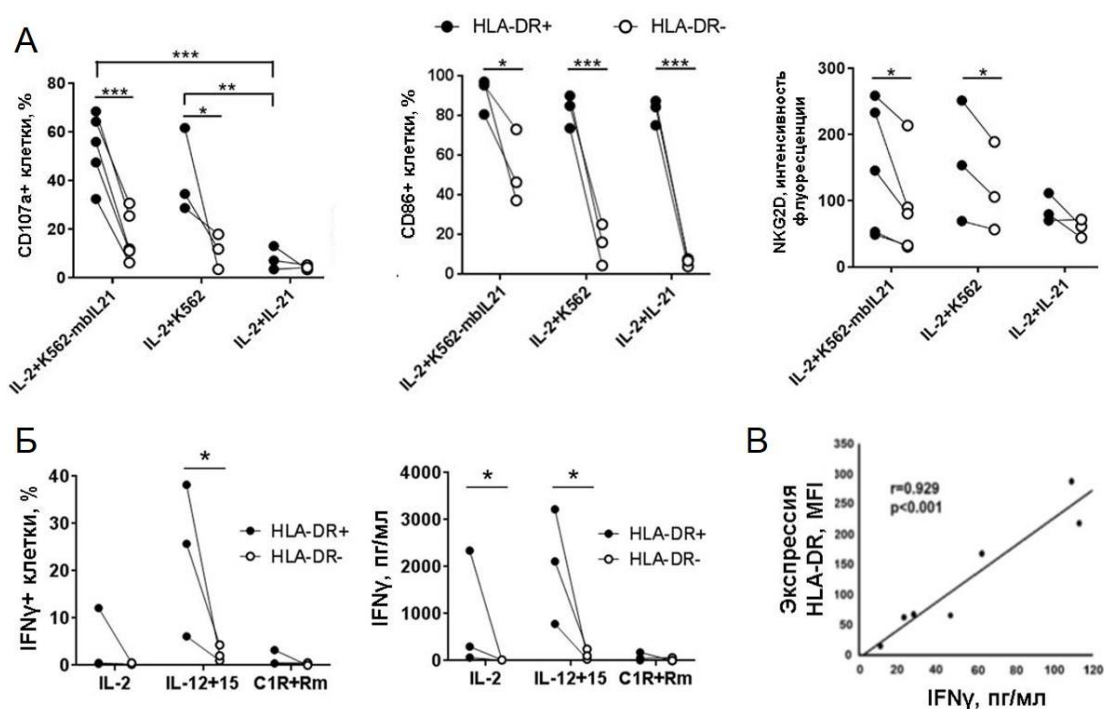 А
HLA-DR+
HLA-DR-
CD107a+ клетки, %
80
60
40
20
0
***
***
**
*
IL-2+K562-mbIL21
IL-2+K562
IL-2+IL-21
CD86+ клетки, %
100
80
60
40
20
0
*
***
***
IL-2+K562-mbIL21
IL-2+K562
IL-2+IL-21
NKG2D, интенсивность
флуоресценции
300
200
100
0
*
*
IL-2+K562-mbIL21
IL-2+K562
IL-2+IL-21
Б
IFNγ+ клетки, %
40
30
20
10
0
*
HLA-DR+
HLA-DR-
IL-2
IL-12+15
C1R+Rm
IFNγ, пг/мл
4000
3000
2000
1000
0
*
*
HLA-DR+
HLA-DR-
IL-2
IL-12+15
C1R+Rm
В
Экспрессия
HLA-DR, MFI
350
300
250
200
150
100
50
0
r=0.929
p<0.001
0
20
40
60
80
100
120
IFNγ, пг/мл